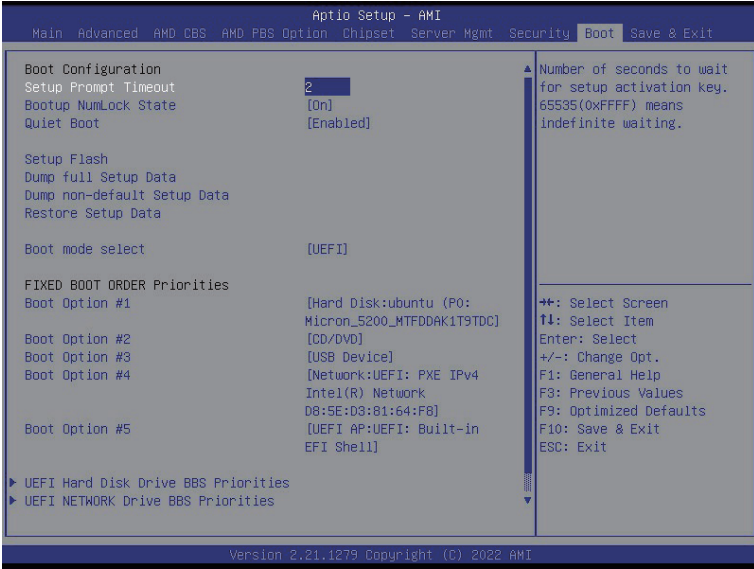 Aptio Setup - AMI
Main Advanced AMD CBS AMD PBS Option Chipset Server Mgmt Security Boot Save & Exit
Boot Configuration
Setup Prompt Timeout 2
Bootup NumLock State [On]
Quiet Boot [Enabled]
Setup Flash
Dump full Setup Data
Dump non-default Setup Data
Restore Setup Data
Boot mode select [UEFI]
FIXED BOOT ORDER Priorities
Boot Option #1 [Hard Disk:ubuntu (P0:
Micron_5200_MTFDDAK1T9TDC]
Boot Option #2 [CD/DVD]
Boot Option #3 [USB Device]
Boot Option #4 [Network:UEFI: PXE IPv4
Intel(R) Network
D8:5E:D3:81:64:F8]
Boot Option #5 [UEFI AP:UEFI: Built-in
EFI Shell]
UEFI Hard Disk Drive BBS Priorities
UEFI NETWORK Drive BBS Priorities
Number of seconds to wait
for setup activation key.
65535(0xFFFF) means
indefinite waiting.
→←: Select Screen
↑↓: Select Item
Enter: Select
+/-: Change Opt.
F1: General Help
F3: Previous Values
F9: Optimized Defaults
F10: Save & Exit
ESC: Exit
Version 2.21.1279 Copyright (C) 2022 AMI